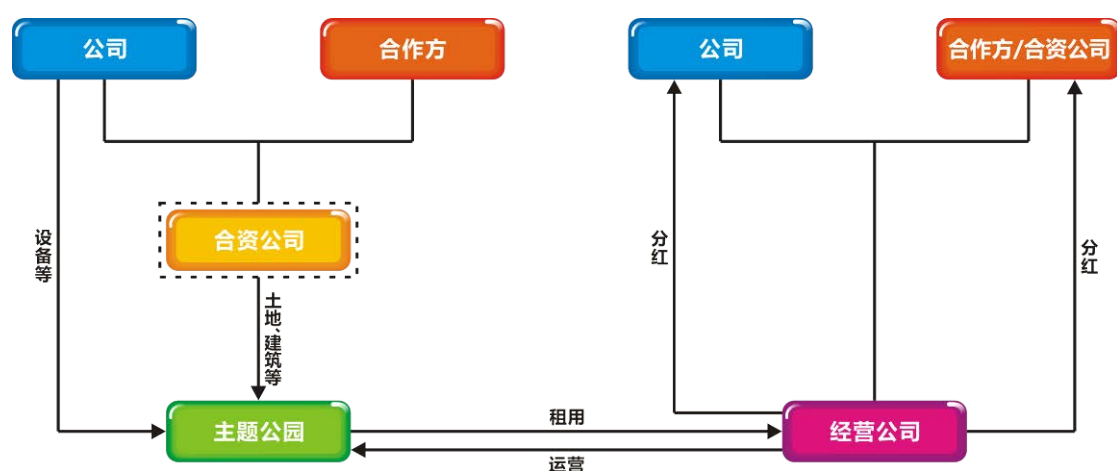 公司
合作方
公司
合作方/合资公司
设备等
合资公司
分红
分红
土地、建筑等
主题公园
租用
经营公司
运营